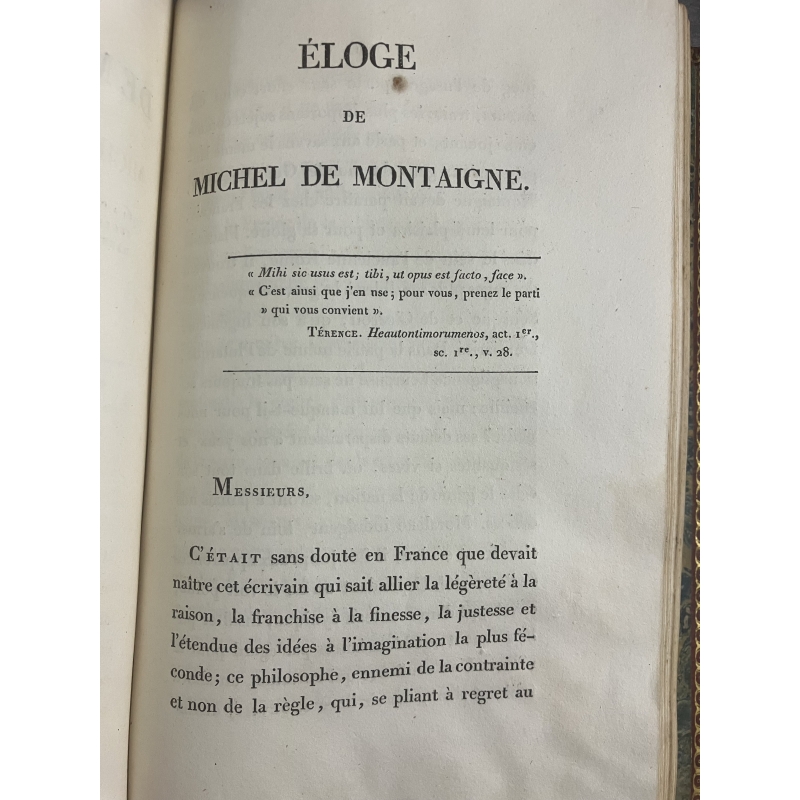 ÉLOGE
DE
MICHEL DE MONTAIGNE.
« Mihi sic usus est; tibi, ut opus est facto, face ».
« C'est ainsi que j'en use; pour vous, prenez le parti
» qui vous convient ».
TÉRENCE. Heautontimorumenos, act. 1er.,
sc. 1re., v. 28.
MESSIEURS,
C'ÉTAIT sans doute en France que devait
naître cet écrivain qui sait allier la légèreté à la
raison, la franchise à la finesse, la justesse et
l'étendue des idées à l'imagination la plus fé-
conde; ce philosophe, ennemi de la contrainte
et non de la règle, qui, se pliant à regret au